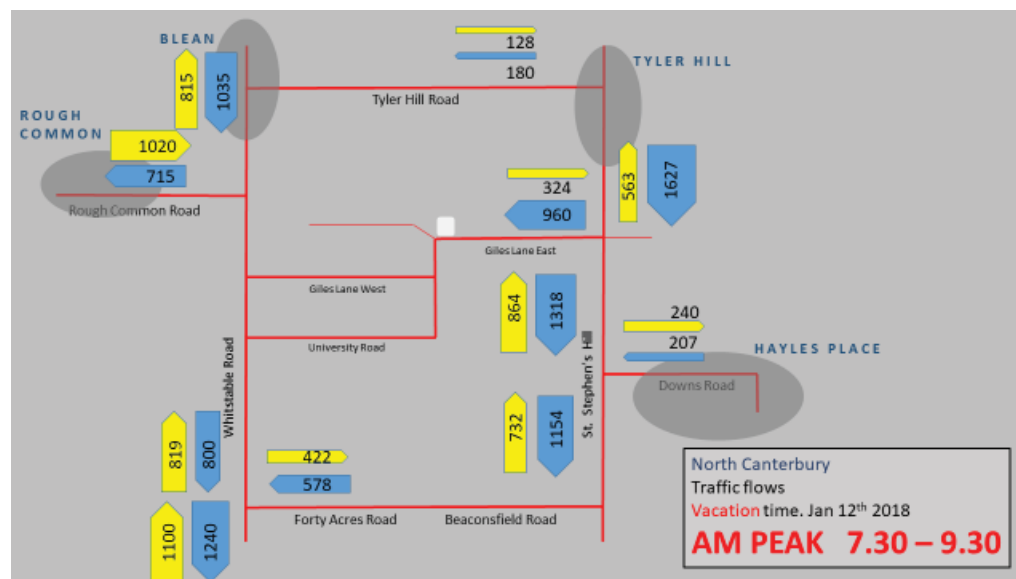 BLEAN
128
180
TYLER HILL
815
1035
Tyler Hill Road
ROUGH
COMMON
1020
715
Rough Common Road
324
960
563
1627
Giles Lane East
Giles Lane West
864
1318
University Road
Whitstable Road
St. Stephen's Hill
240
207
HAYLES PLACE
Downs Road
732
1154
819
800
422
578
Forty Acres Road
Beaconsfield Road
1100
1240
North Canterbury
Traffic flows
Vacation time. Jan 12th 2018
AM PEAK 7.30 – 9.30